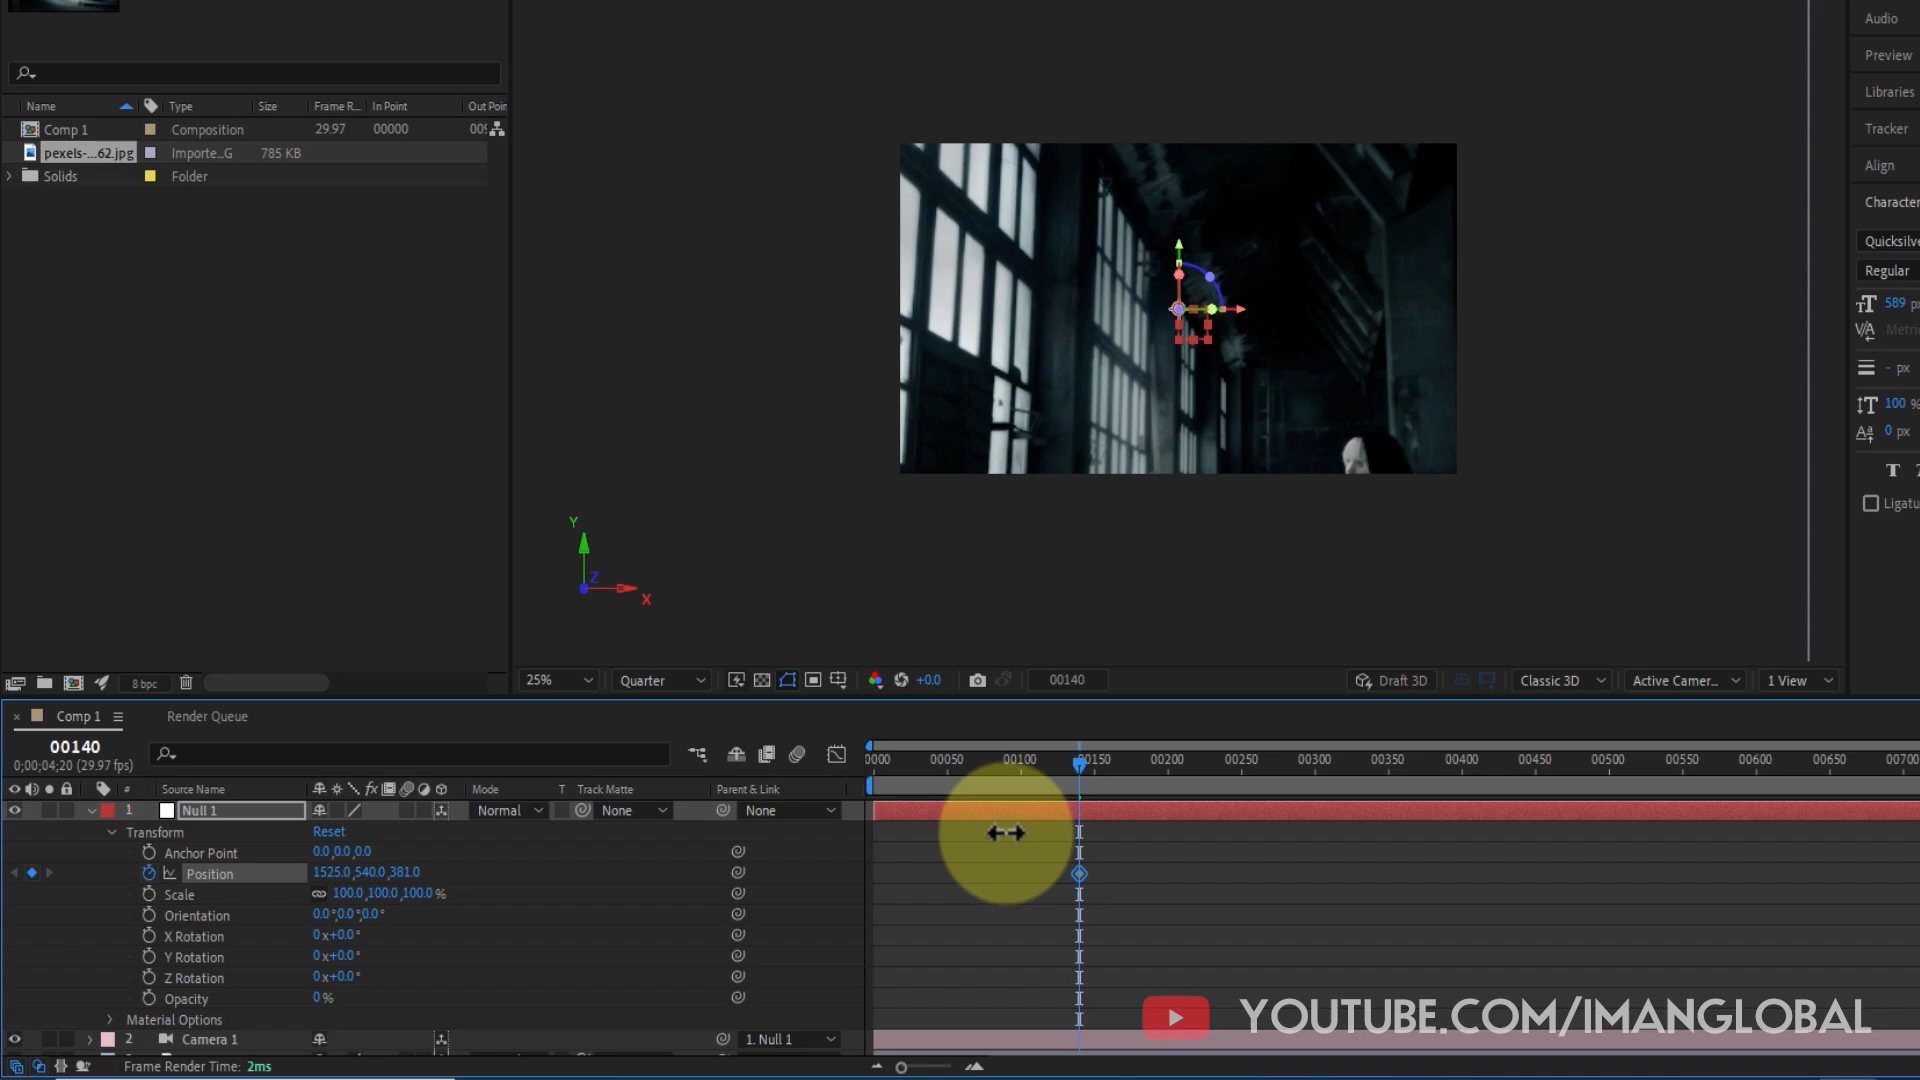 Name
Type
Size
Frame R...
In Point
Out Poin
Comp 1
Composition
29.97
00000
009
pexels-...62.jpg
Importe...G
785 KB
Solids
Folder
8 bpc
Y
Z
X
25%
Quarter
+0.0
00140
Draft 3D
Classic 3D
Active Camer...
1 View
Audio
Preview
Libraries
Tracker
Align
Character
Quicksilve
Regular
589 px
Metri
- px
100 %
0 px
T
Ligatu
Comp 1
Render Queue
00140
0;00;04;20 (29.97 fps)
0000
00050
00100
00150
00200
00250
00300
00350
00400
00450
00500
00550
00600
00650
00700
#
Source Name
fx
Mode
T
Track Matte
Parent & Link
1
Null 1
Normal
None
None
Transform
Reset
Anchor Point
0.0,0.0,0.0
Position
1525.0,540.0,381.0
Scale
100.0,100.0,100.0 %
Orientation
0.0°,0.0°,0.0°
X Rotation
0x+0.0°
Y Rotation
0x+0.0°
Z Rotation
0x+0.0°
Opacity
0 %
Material Options
2
Camera 1
1. Null 1
Frame Render Time: 2ms
YOUTUBE.COM/IMANGLOBAL